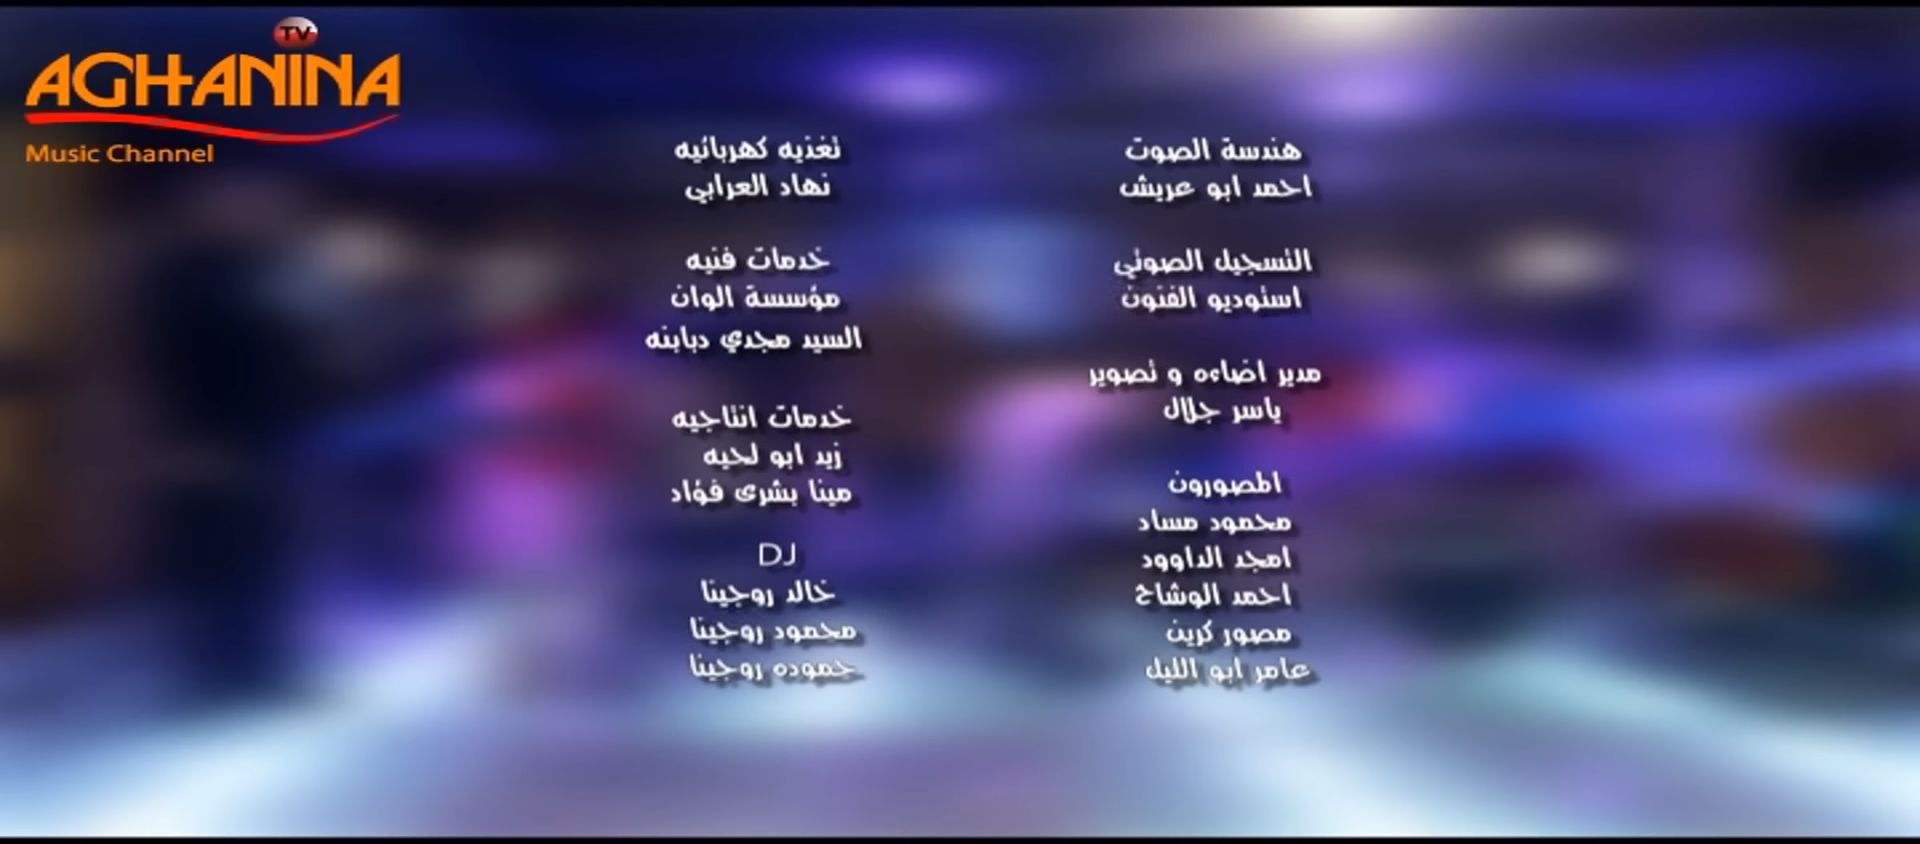 TV
AGHANINA
Music Channel
هندسة الصوت
احمد ابو عريش
التسجيل الصوتي
استوديو الفنون
مدير اضاءه و تصوير
ياسر جلال
المصورون
محمود مساد
امجد الداوود
احمد الوشاح
مصور كرين
عامر ابو الليل
تغذيه كهربائيه
نهاد العرابي
خدمات فنيه
مؤسسة الوان
السيد مجدي دبابنه
خدمات انتاجيه
زيد ابو لحيه
مينا بشرى فؤاد
DJ
خالد روجينا
محمود روجينا
حموده روجينا